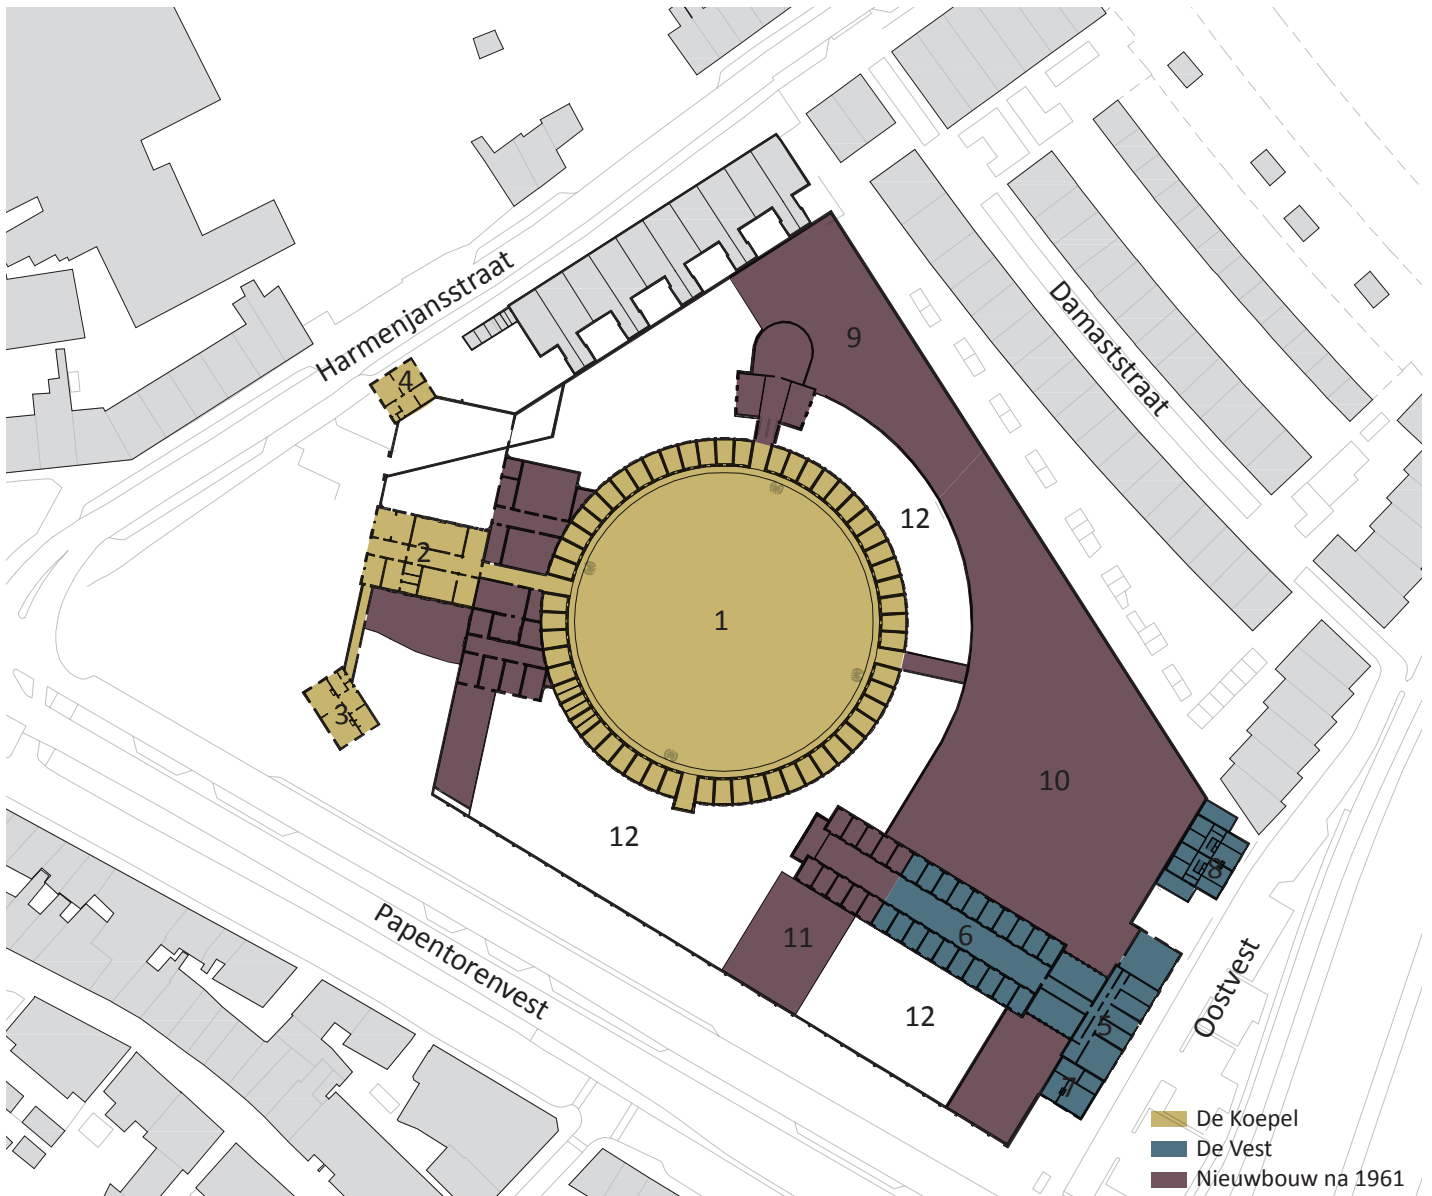 Harmenjansstraat
Damaststraat
4
9
12
2
1
3
10
12
8
11
6
12
5
7
Papentorenvest
Oostvest
De Koepel
De Vest
Nieuwbouw na 1961